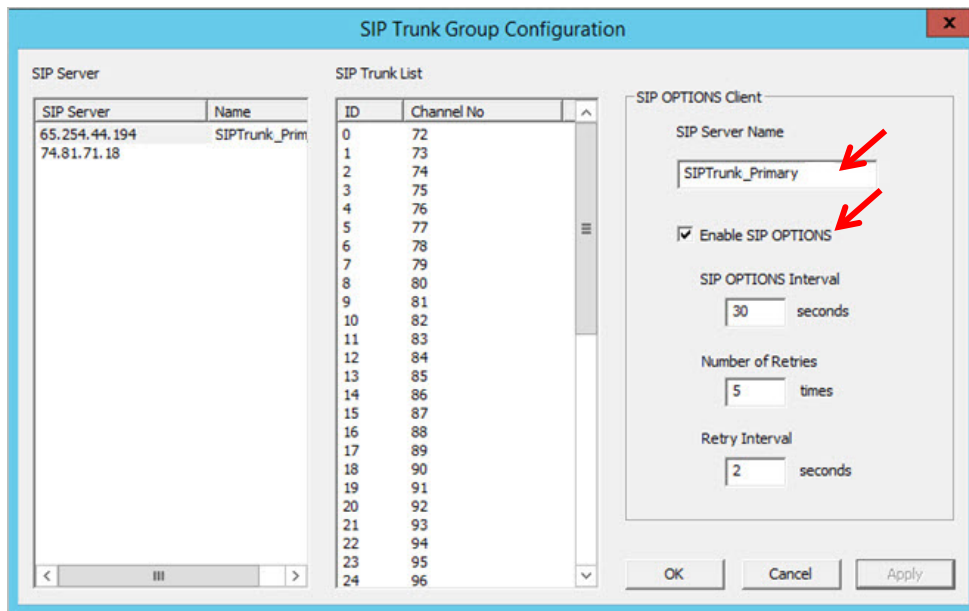 SIP Trunk Group Configuration
x
SIP Server
SIP Server Name
65.254.44.194 SIPTrunk_Prim
74.81.71.18
SIP Trunk List
ID Channel No
0 72
1 73
2 74
3 75
4 76
5 77
6 78
7 79
8 80
9 81
10 82
11 83
12 84
13 85
14 86
15 87
16 88
17 89
18 90
19 91
20 92
21 93
22 94
23 95
24 96
SIP OPTIONS Client
SIP Server Name
SIPTrunk_Primary
Enable SIP OPTIONS
SIP OPTIONS Interval
30 seconds
Number of Retries
5 times
Retry Interval
2 seconds
OK Cancel Apply